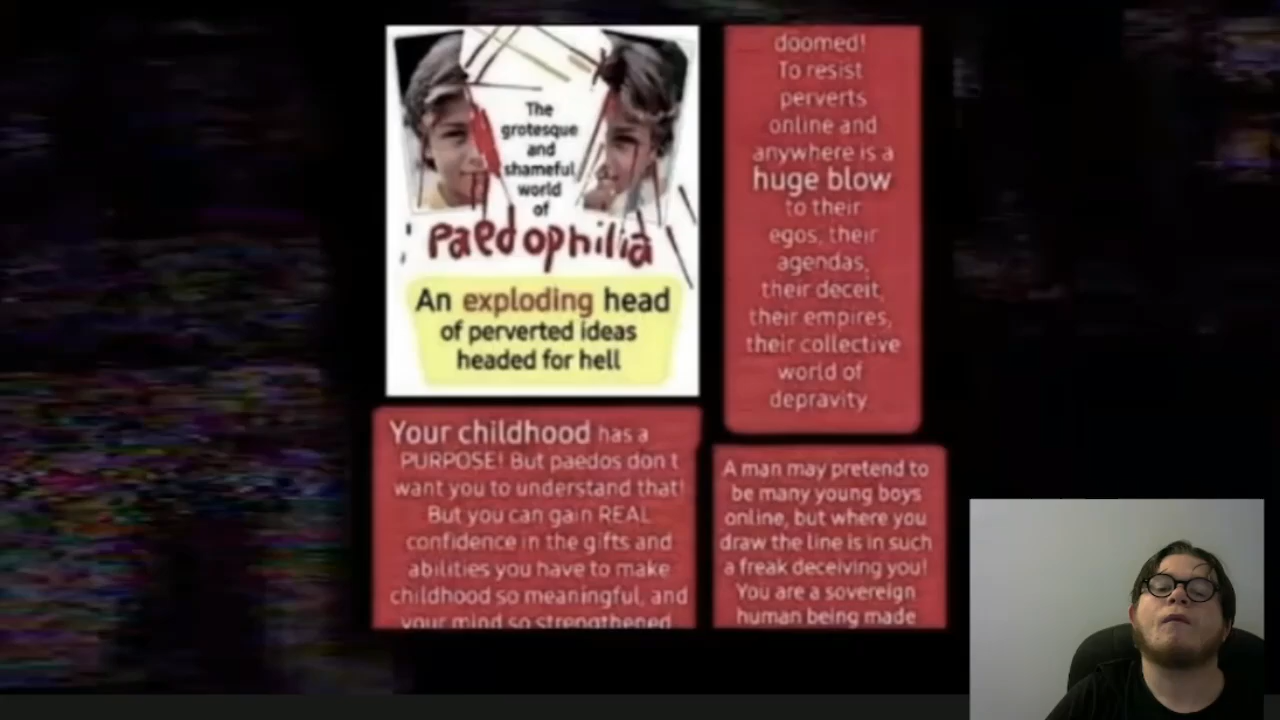 The
grotesque
and
shameful
world
of
paedophilia
An exploding head
of perverted ideas
headed for hell
Your childhood has a
PURPOSE! But paedos don't
want you to understand that!
But you can gain REAL
confidence in the gifts and
abilities you have to make
childhood so meaningful, and
your mind so strengthened
doomed!
To resist
perverts
online and
anywhere is a
huge blow
to their
egos, their
agendas,
their deceit,
their empires,
their collective
world of
depravity
A man may pretend to
be many young boys
online, but where you
draw the line is in such
a freak deceiving you!
You are a sovereign
human being made